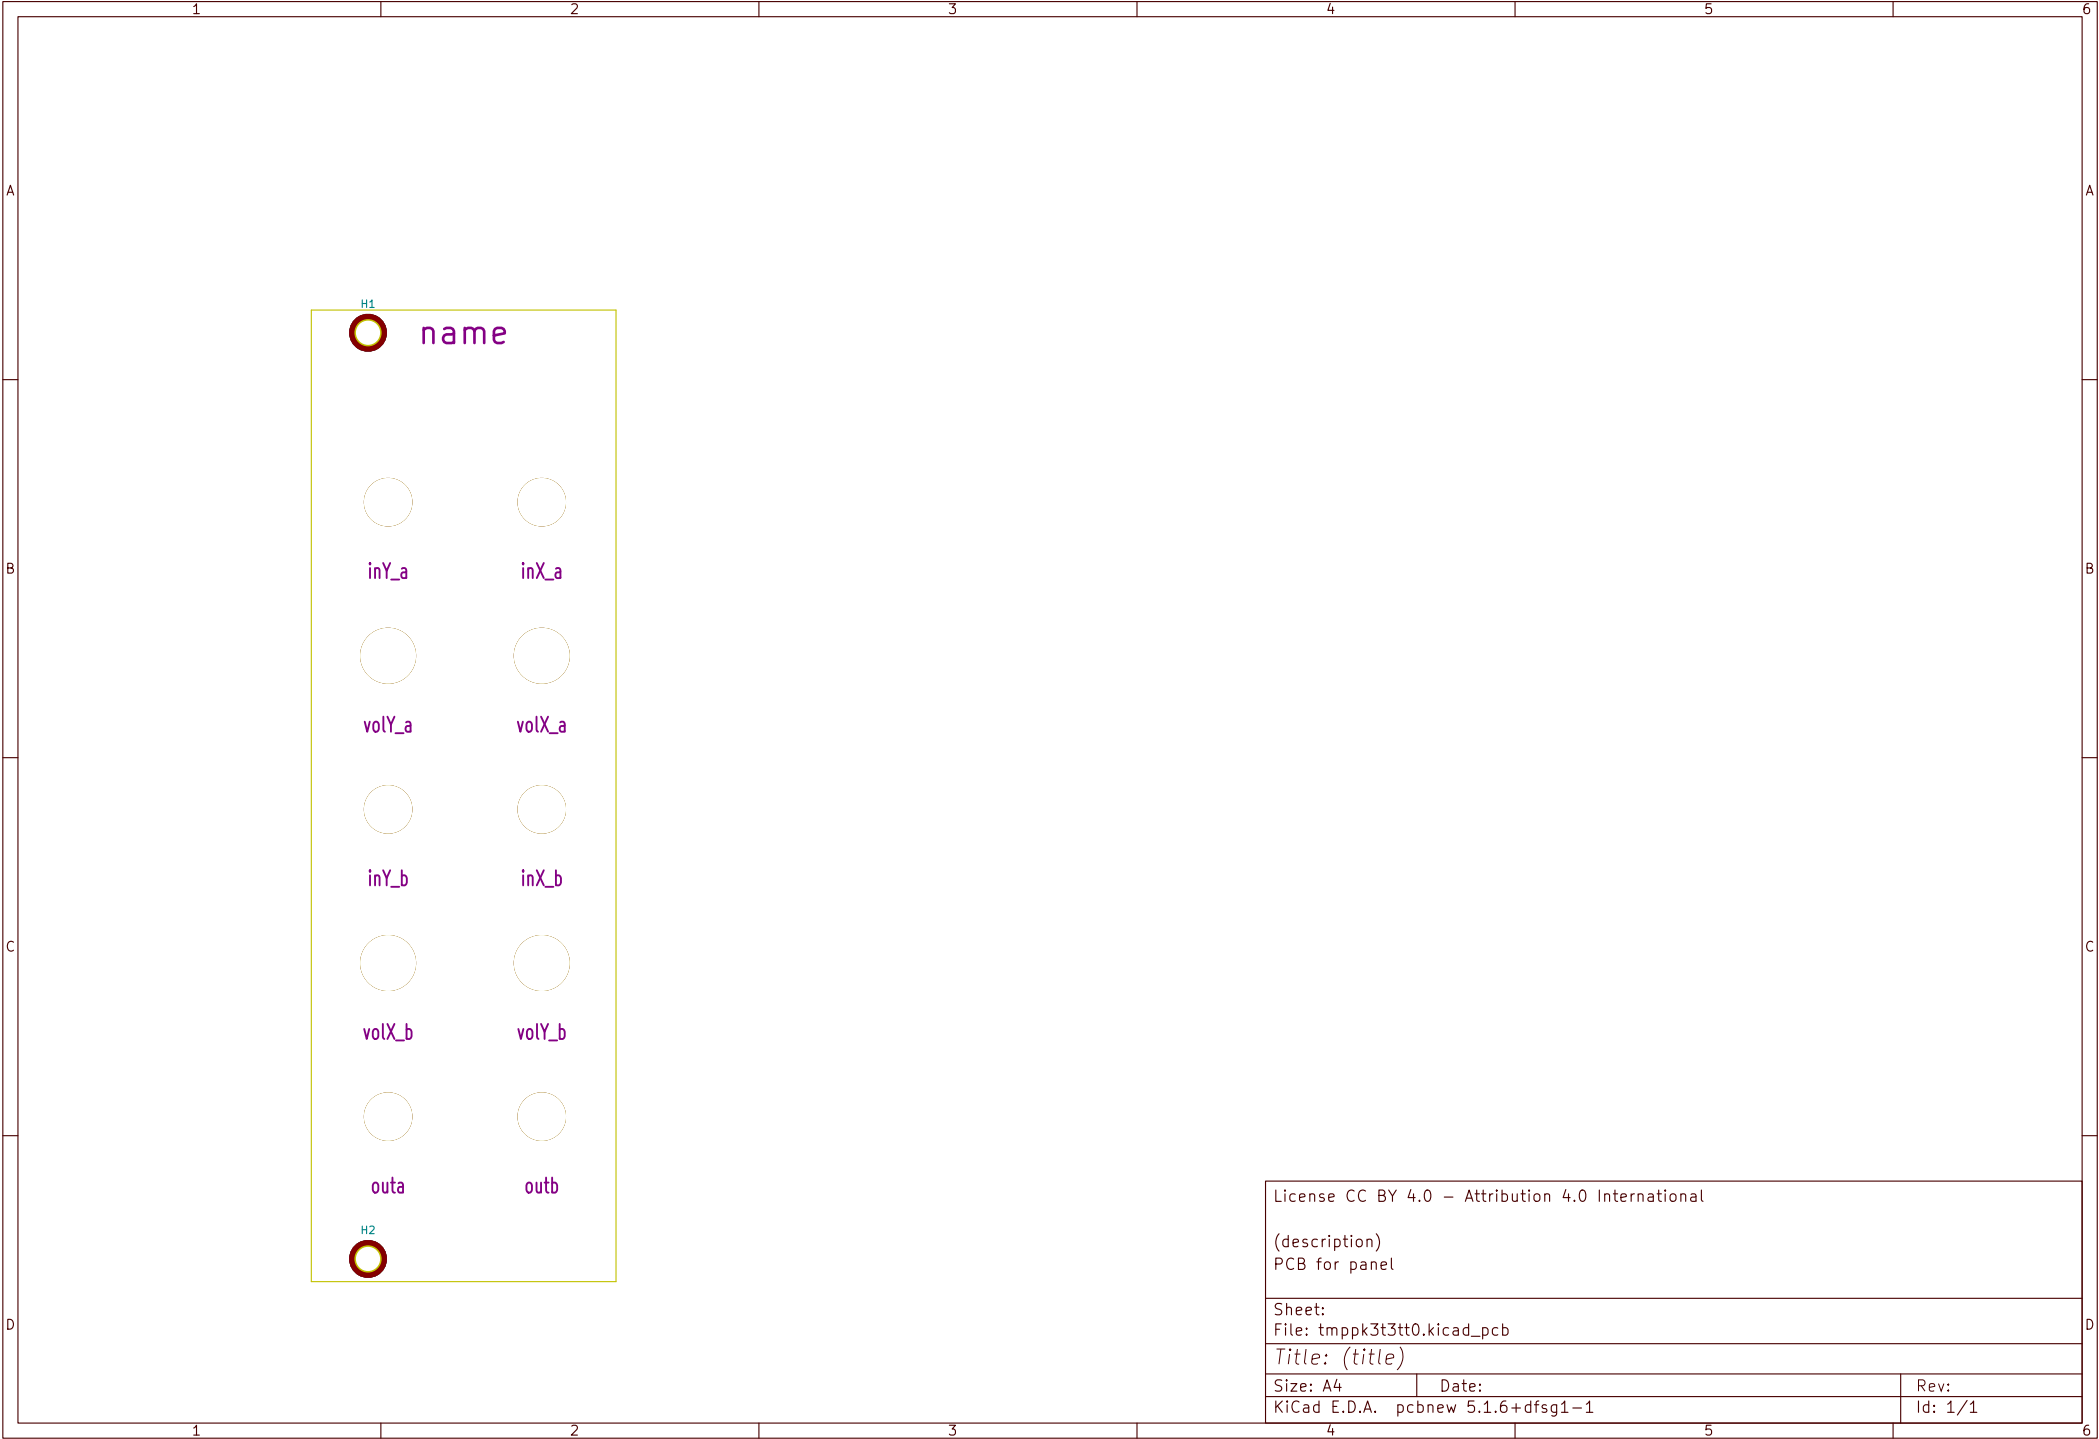 1 2 3 4 5 6
A A
H1
name
inY_a inX_a
B B
volY_a volX_a
inY_b inX_b
C C
volX_b volY_b
outa outb
License CC BY 4.0 - Attribution 4.0 International
H2
(description)
PCB for panel
Sheet:
D D
File: tmppk3t3tt0.kicad_pcb
Title: (title)
Size: A4 Date: Rev:
KiCad E.D.A. pcbnew 5.1.6+dfsg1-1 Id: 1/1
1 2 3 4 5 6